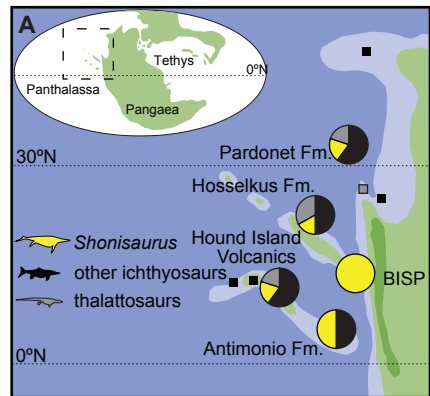 A
Tethys
0ºN
Panthalassa
Pangaea
Pardonet Fm.
30ºN
Hosselkus Fm.
Shonisaurus
Hound Island
Volcanics
other ichthyosaurs
BISP
thalattosaurs
Antimonio Fm.
0ºN